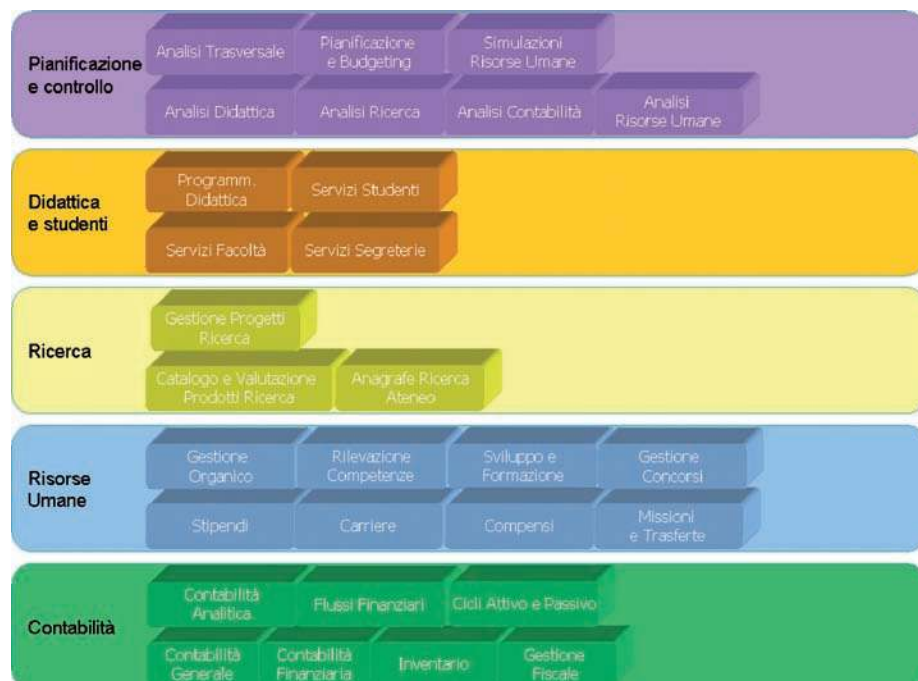 Pianificazione
e controllo
Analisi Trasversale
Pianificazione
e Budgeting
Simulazioni
Risorse Umane
Analisi Didattica
Analisi Ricerca
Analisi Contabilità
Analisi
Risorse Umane
Didattica
e studenti
Programm.
Didattica
Servizi Studenti
Servizi Facoltà
Servizi Segreterie
Ricerca
Gestione Progetti
Ricerca
Catalogo e Valutazione
Prodotti Ricerca
Anagrafe Ricerca
Ateneo
Risorse
Umane
Gestione
Organico
Rilevazione
Competenze
Sviluppo e
Formazione
Gestione
Concorsi
Stipendi
Carriere
Compensi
Missioni
e Trasferte
Contabilità
Contabilità
Analitica
Flussi Finanziari
Cicli Attivo e Passivo
Contabilità
Generale
Contabilità
Finanziaria
Inventario
Gestione
Fiscale